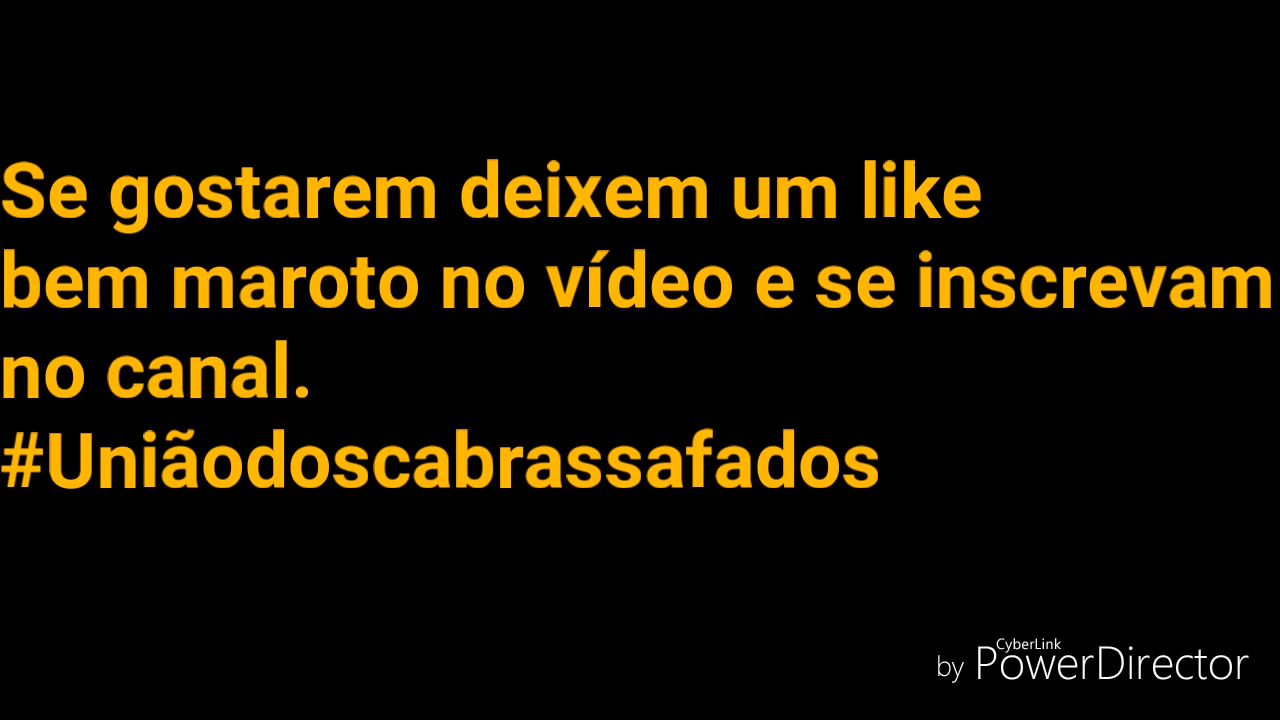 Se gostarem deixem um like
bem maroto no vídeo e se inscrevam
no canal.
#Uniãodoscabrassafados
CyberLink
by PowerDirector